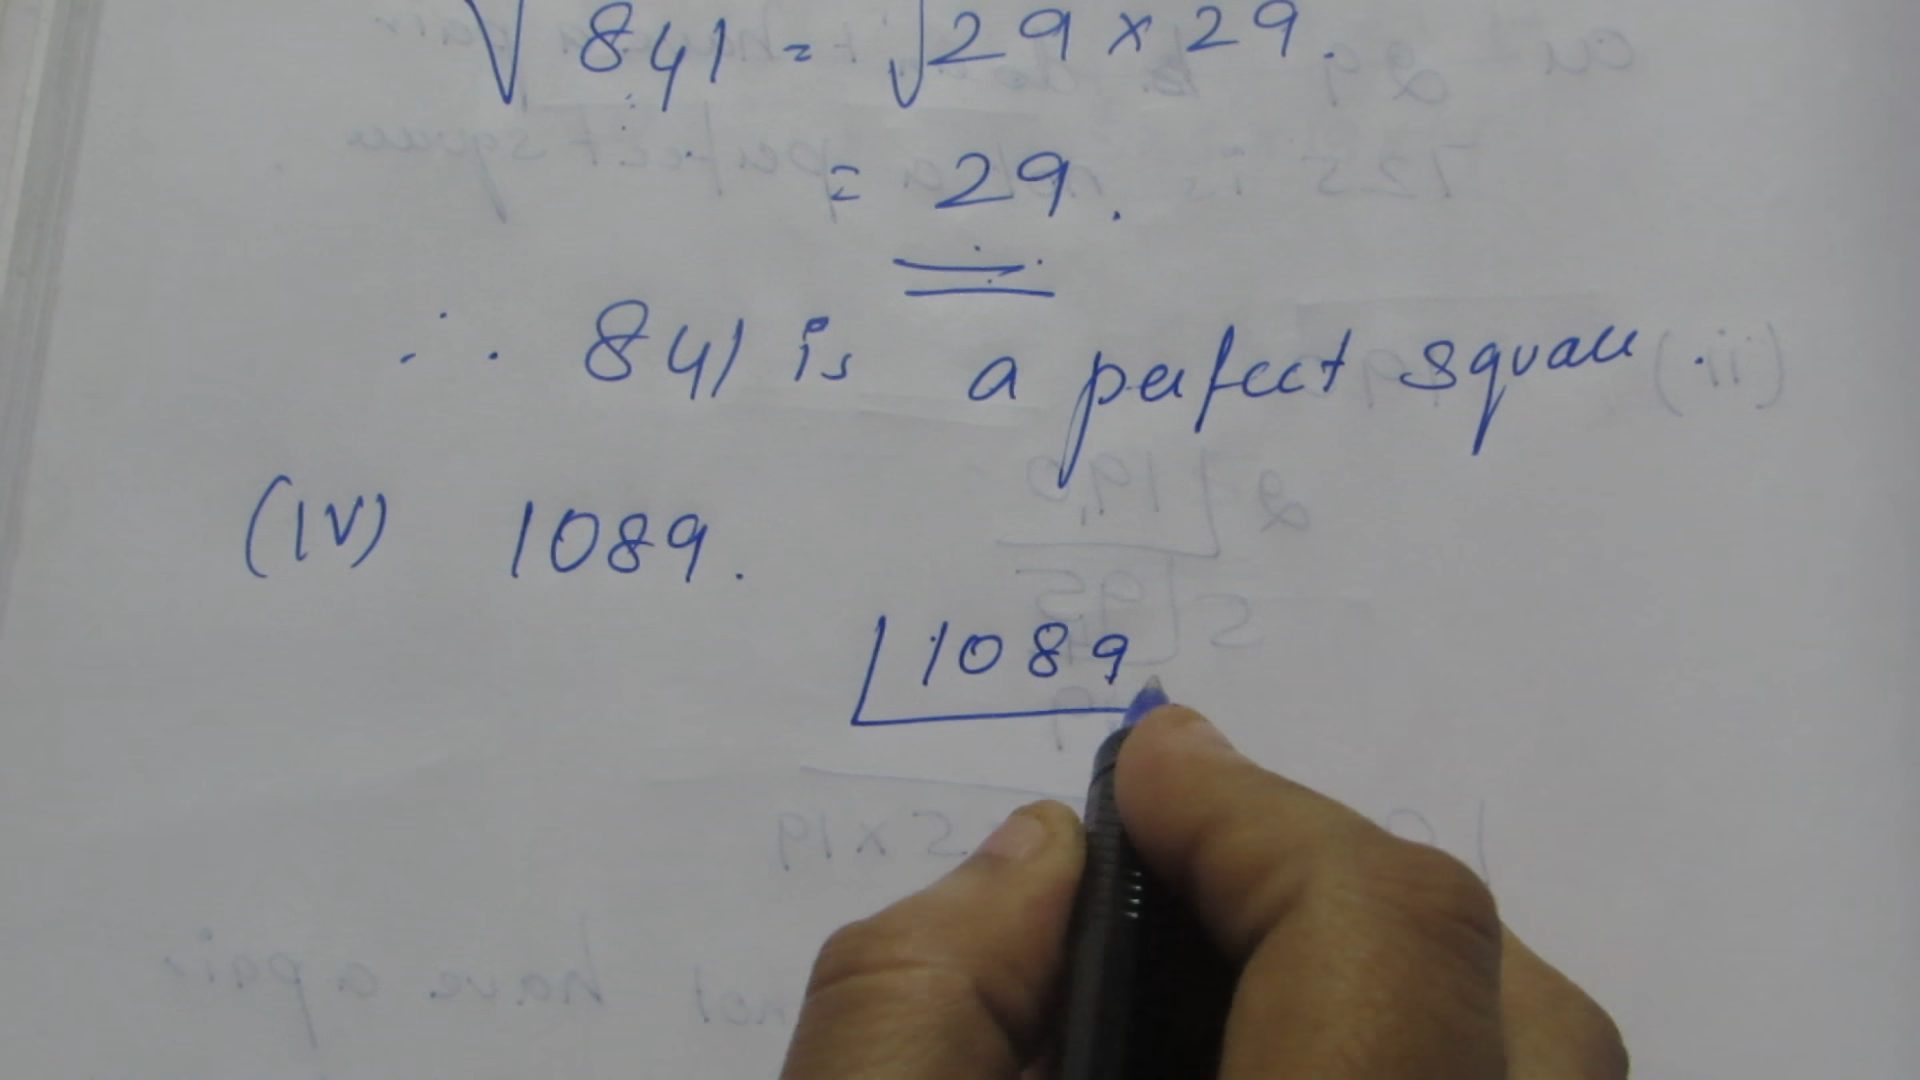 √841 = √29 × 29.
= 29.
∴ 841 is a perfect square.
(IV) 1089.
1089